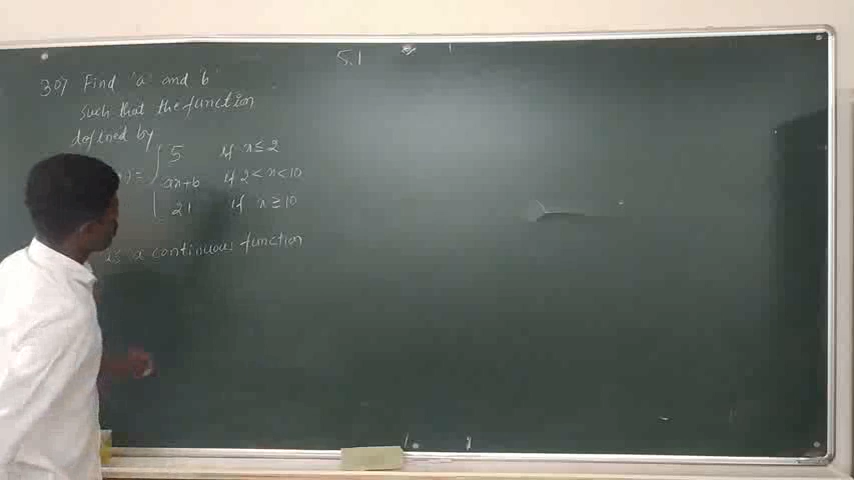 5.1
30) Find 'a' and 'b'
such that the function
defined by
) = { 5 if x ≤ 2
ax+b if 2 < x < 10
21 if x ≥ 10
is a continuous function